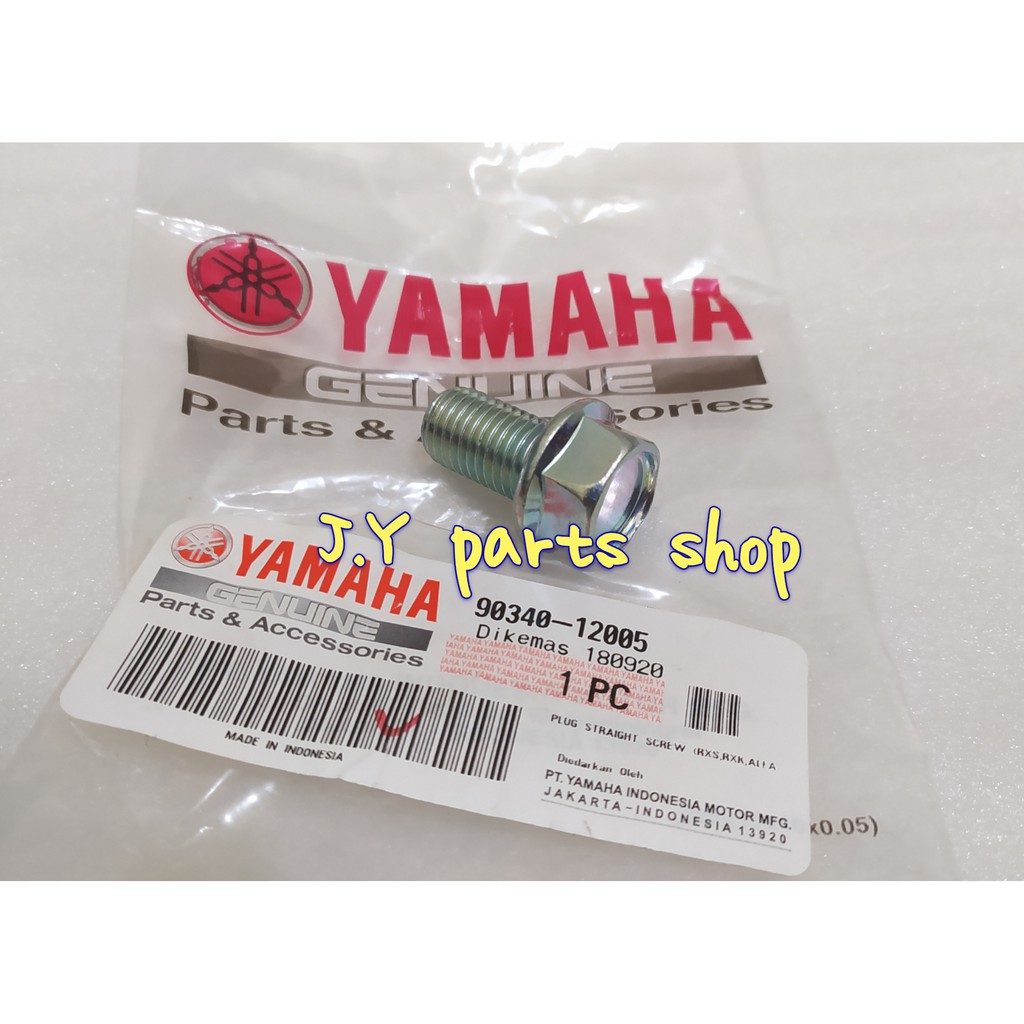 YAMAHA
GENUINE
Parts & A sories
J.Y parts shop
YAMAHA
GENUINE
Parts & Accessories
90340-12005
Dikemas 180920
1 PC
MADE IN INDONESIA
PLUG STRAIGHT SCREW (RXS,RXK,ALFA
Diedarkan Oleh
PT. YAMAHA INDONESIA MOTOR MFG.
JAKARTA-INDONESIA 13920
x0.05)